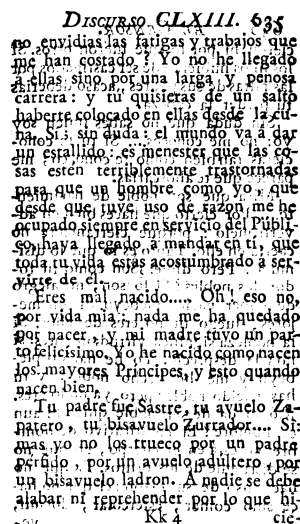 DISCURSO CLXIII. 635
no envidias las fatigas y trabajos que
me han costado? Yo no he llegado
á ellas sino por una larga y penosa
carrera: y tu quisieras de un salto
haberte colocado en ellas desde la cu-
na. Si; sin duda: el mundo va á dar
un estallido: es menester que las co-
sas esten terriblemente trastornadas
para que un hombre como yo, que
desde que tuve uso de razon me he
ocupado siempre en servicio del Públi-
co, haya llegado á mandar en tí, que
toda tu vida estás acostumbrado á ser-
virte de él.
Eres mal nacido.... Oh! eso no,
por vida mia: nada me ha quedado
por nacer, y mi madre tuvo un par-
to felicísimo. Yo he nacido como nacen
los mayores Principes, y esto quando
nacen bien.
Tu padre fue Sastre, tu avuelo Za-
patero, tu bisavuelo Zurrador.... Sí:
mas yo no los trueco por un padre
pérfido, por un avuelo adultero, por
un bisavuelo ladron. A nadie se debe
alabar ni reprehender por lo que hi-
Kk 4 cie-